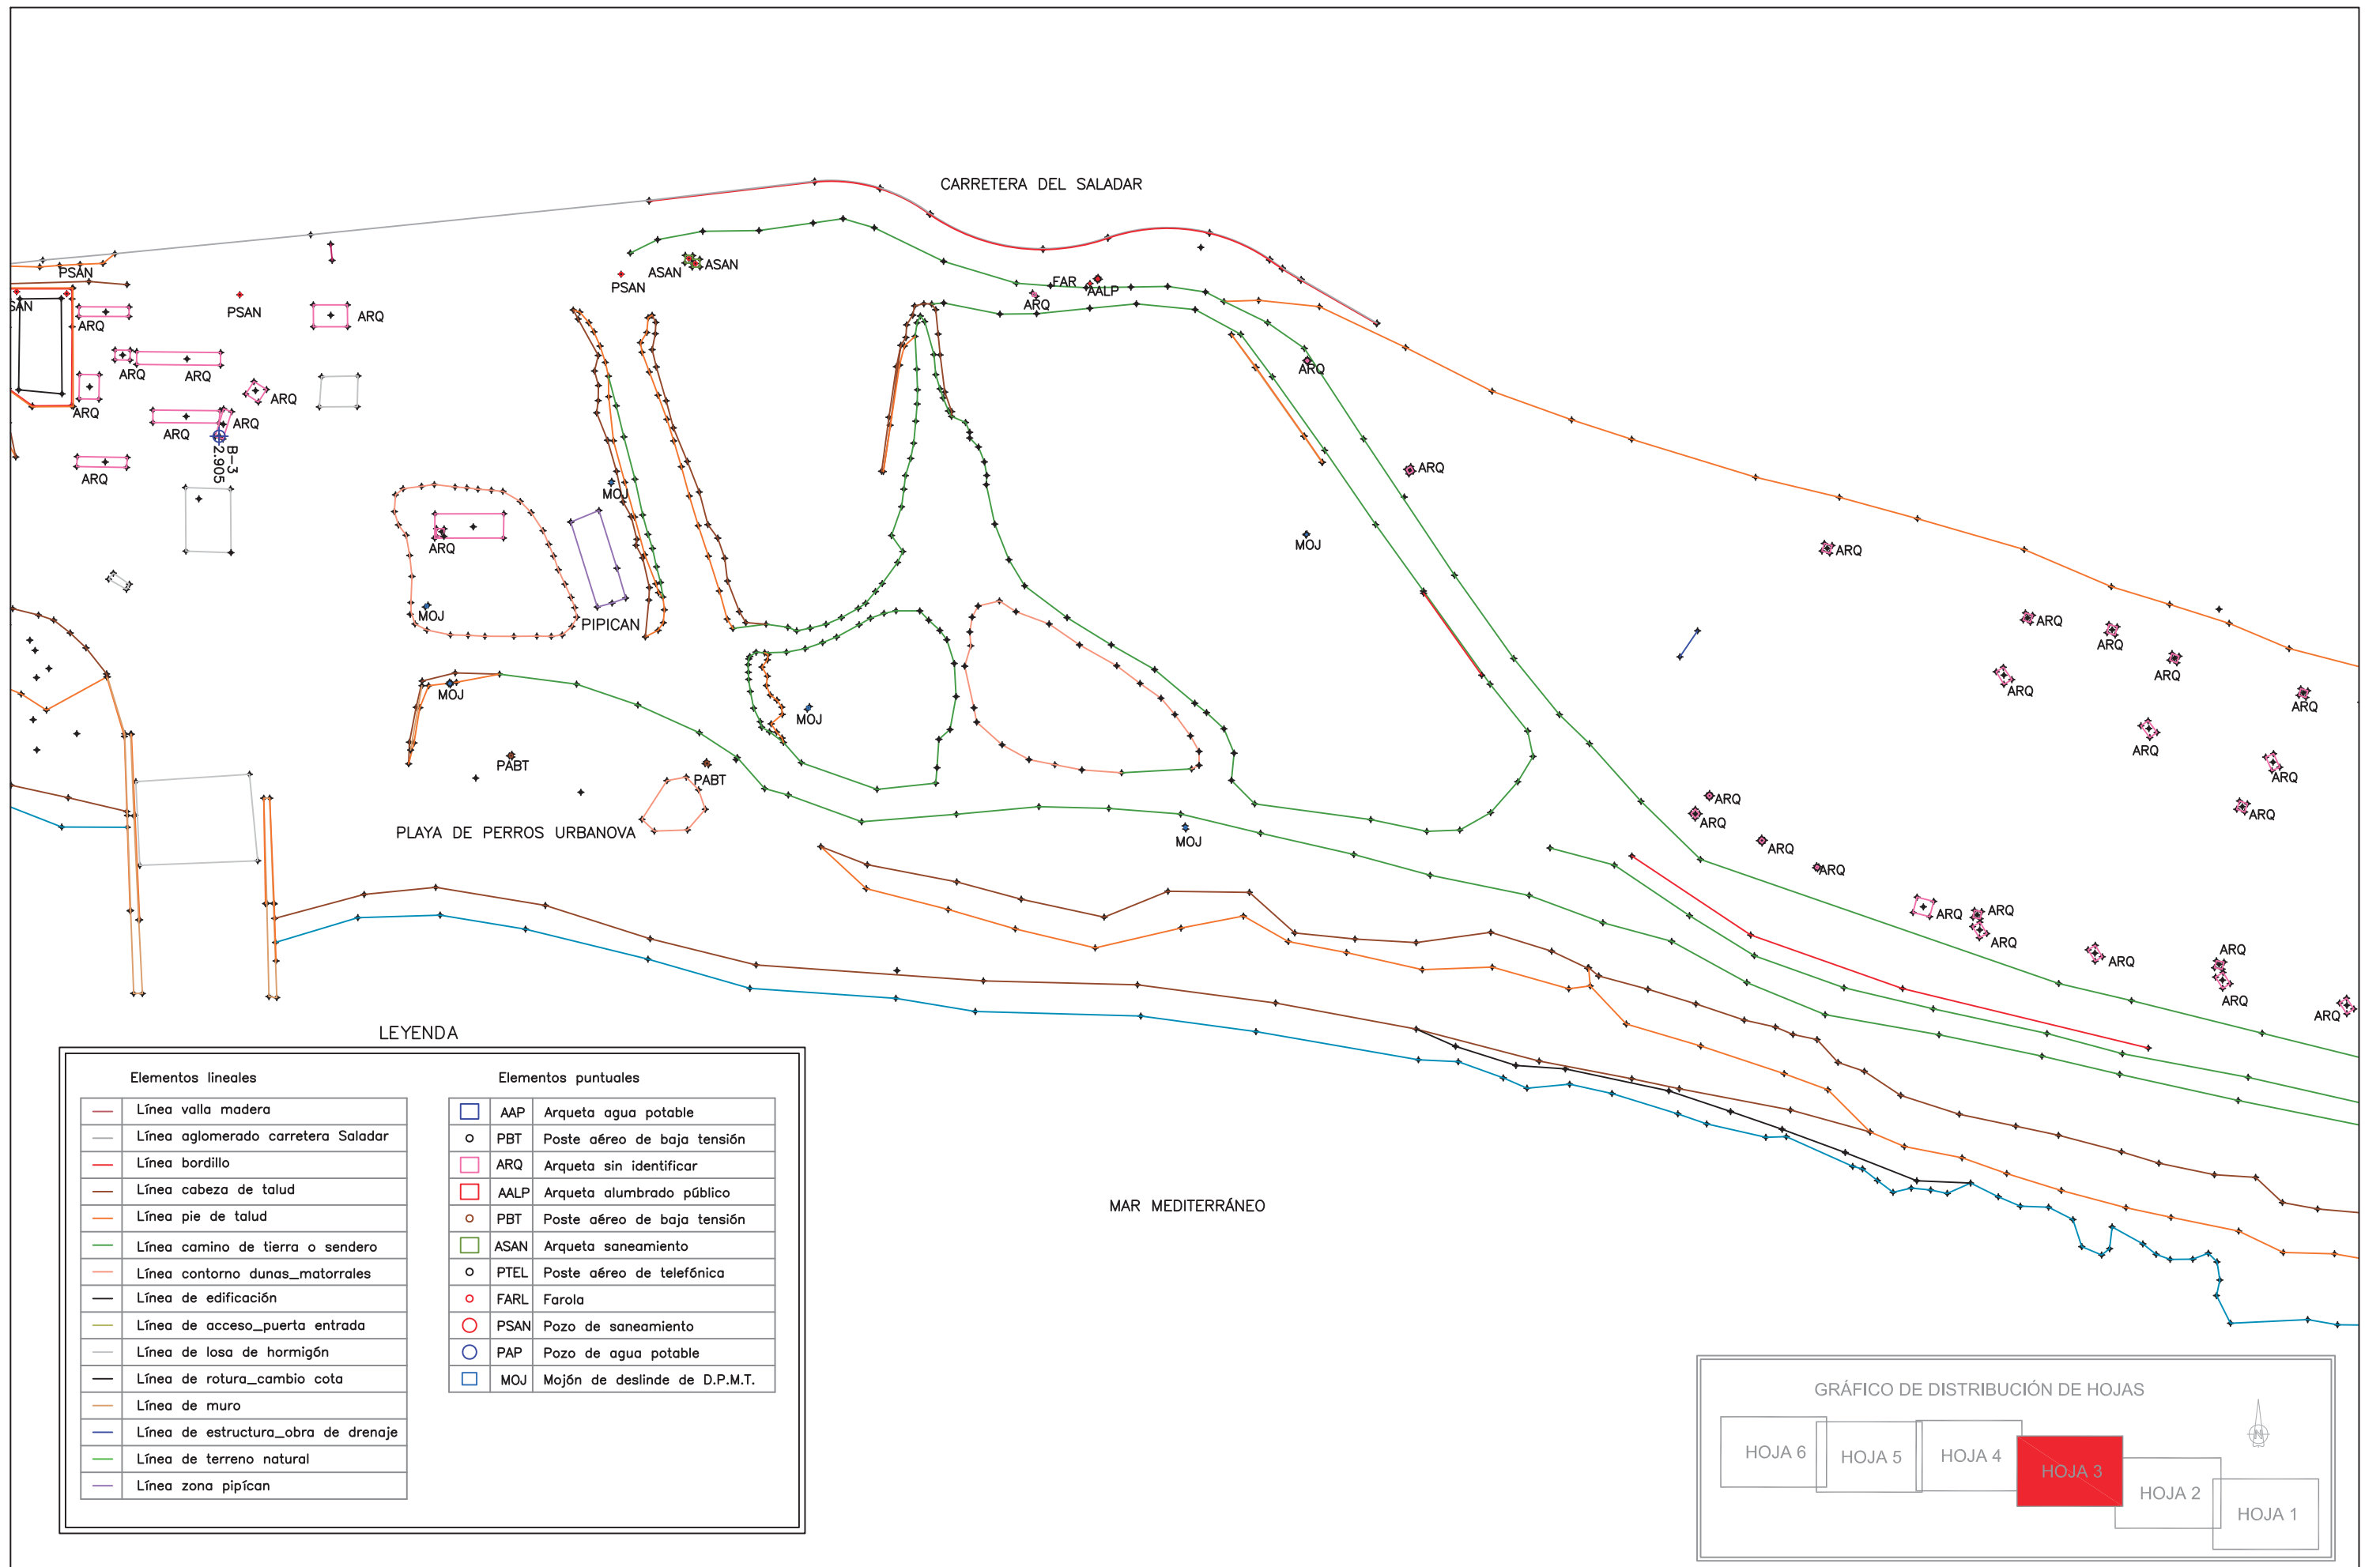 CARRETERA DEL SALADAR
PSAN
SAN
PSAN
ASAN
ASAN
PSAN
FAR
AALP
ARQ
ARQ
ARQ
ARQ
ARQ
ARQ
ARQ
ARQ
ARQ
ARQ
ARQ
B-3
2.905
ARQ
ARQ
MOJ
ARQ
MOJ
ARQ
ARQ
MOJ
PIPICAN
ARQ
ARQ
ARQ
ARQ
MOJ
MOJ
ARQ
ARQ
PABT
PABT
ARQ
ARQ
PLAYA DE PERROS URBANOVA
MOJ
ARQ
ARQ
ARQ
ARQ
ARQ
ARQ
ARQ
ARQ
ARQ
ARQ
ARQ
MAR MEDITERRÁNEO
LEYENDA
Elementos lineales
Línea valla madera
Línea aglomerado carretera Saladar
Línea bordillo
Línea cabeza de talud
Línea pie de talud
Línea camino de tierra o sendero
Línea contorno dunas_matorrales
Línea de edificación
Línea de acceso_puerta entrada
Línea de losa de hormigón
Línea de rotura_cambio cota
Línea de muro
Línea de estructura_obra de drenaje
Línea de terreno natural
Línea zona pipícan
Elementos puntuales
AAP Arqueta agua potable
PBT Poste aéreo de baja tensión
ARQ Arqueta sin identificar
AALP Arqueta alumbrado público
PBT Poste aéreo de baja tensión
ASAN Arqueta saneamiento
PTEL Poste aéreo de telefónica
FARL Farola
PSAN Pozo de saneamiento
PAP Pozo de agua potable
MOJ Mojón de deslinde de D.P.M.T.
GRÁFICO DE DISTRIBUCIÓN DE HOJAS
HOJA 6
HOJA 5
HOJA 4
HOJA 3
HOJA 2
HOJA 1
N